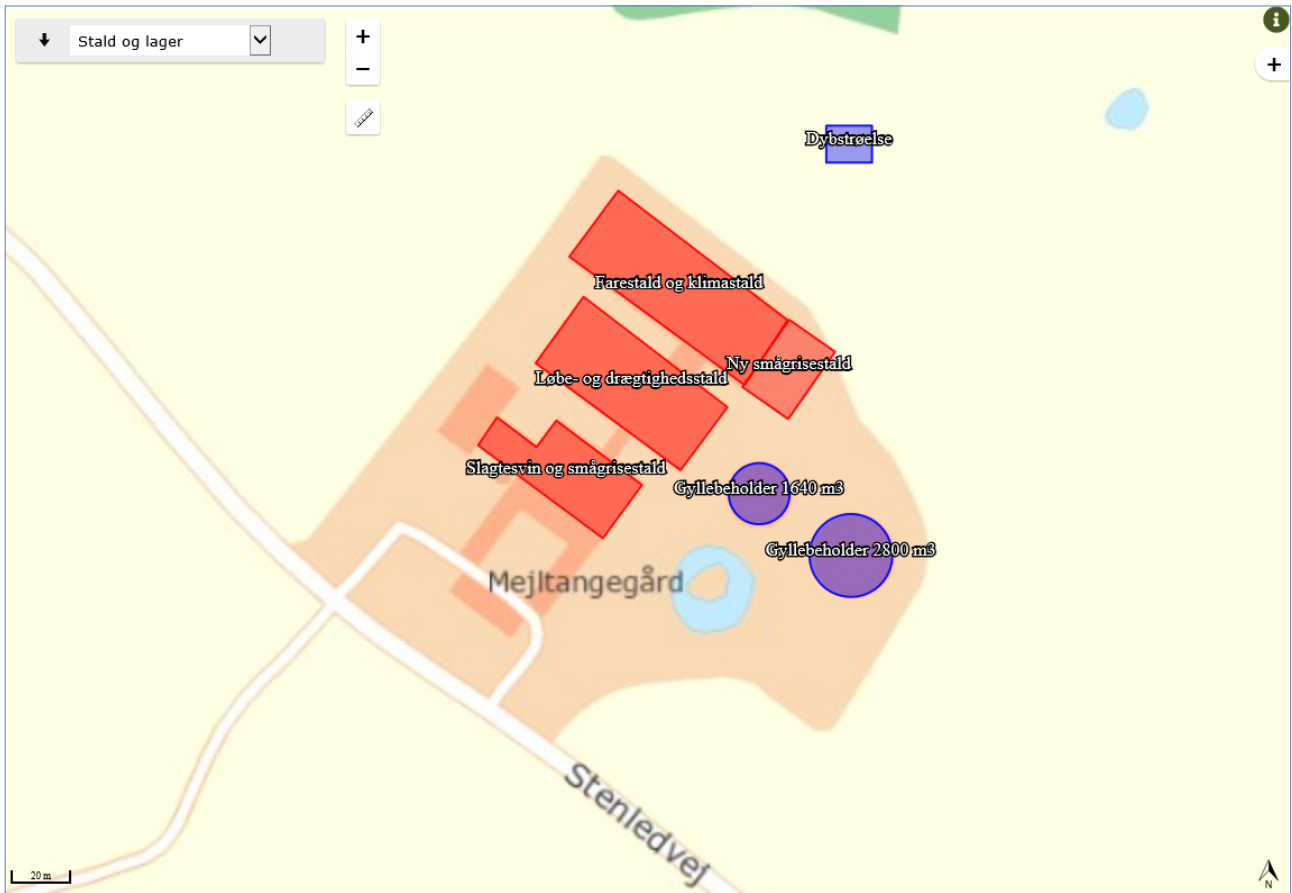 Stald og lager
+
−
i
+
Dybstrøelse
Farestald og klimastald
Ny smågrisestald
Løbe- og drægtighedsstald
Slagtesvin og smågrisestald
Gyllebeholder 1640 m3
Gyllebeholder 2800 m3
Mejltangegård
Stenledvej
20 m
N